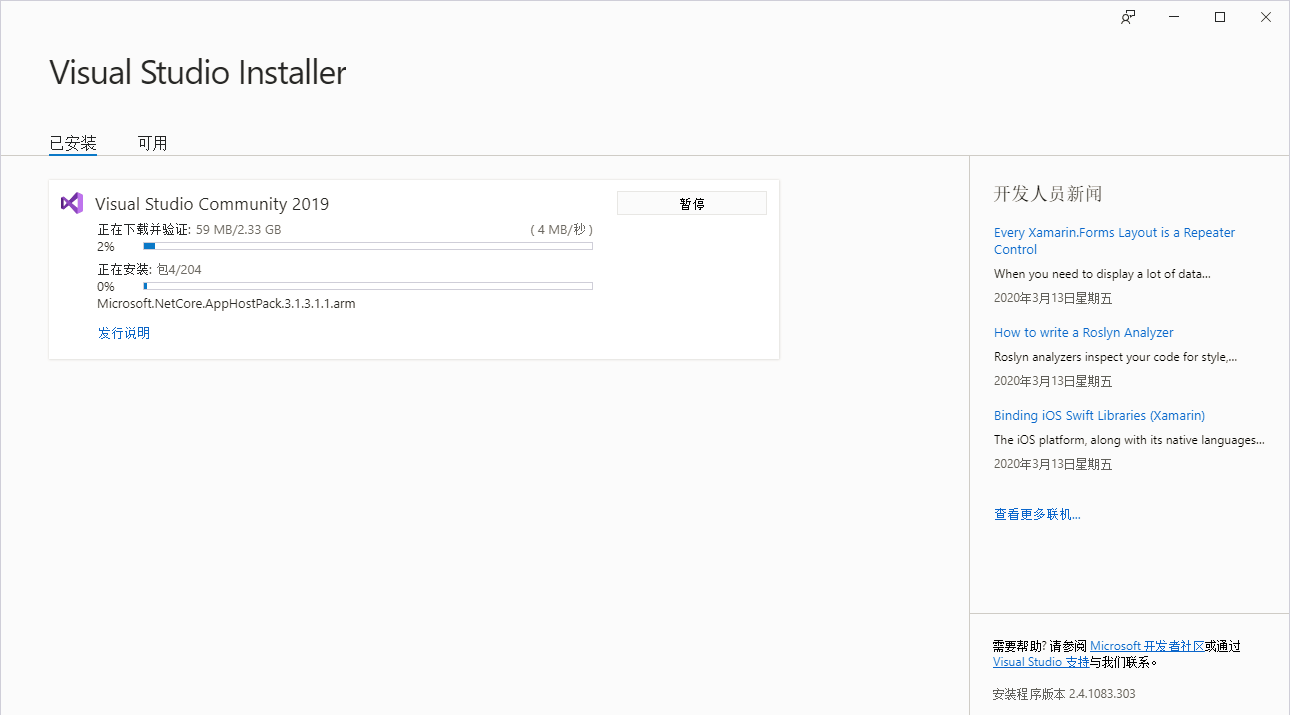 Visual Studio Installer
已安装 可用
Visual Studio Community 2019
暂停
正在下载并验证: 59 MB/2.33 GB (4 MB/秒)
2%
正在安装: 包4/204
0%
Microsoft.NetCore.AppHostPack.3.1.3.1.1.arm
发行说明
开发人员新闻
Every Xamarin.Forms Layout is a Repeater
Control
When you need to display a lot of data...
2020年3月13日星期五
How to write a Roslyn Analyzer
Roslyn analyzers inspect your code for style,...
2020年3月13日星期五
Binding iOS Swift Libraries (Xamarin)
The iOS platform, along with its native languages...
2020年3月13日星期五
查看更多联机...
需要帮助? 请参阅 Microsoft 开发者社区或通过
Visual Studio 支持与我们联系。
安装程序版本 2.4.1083.303